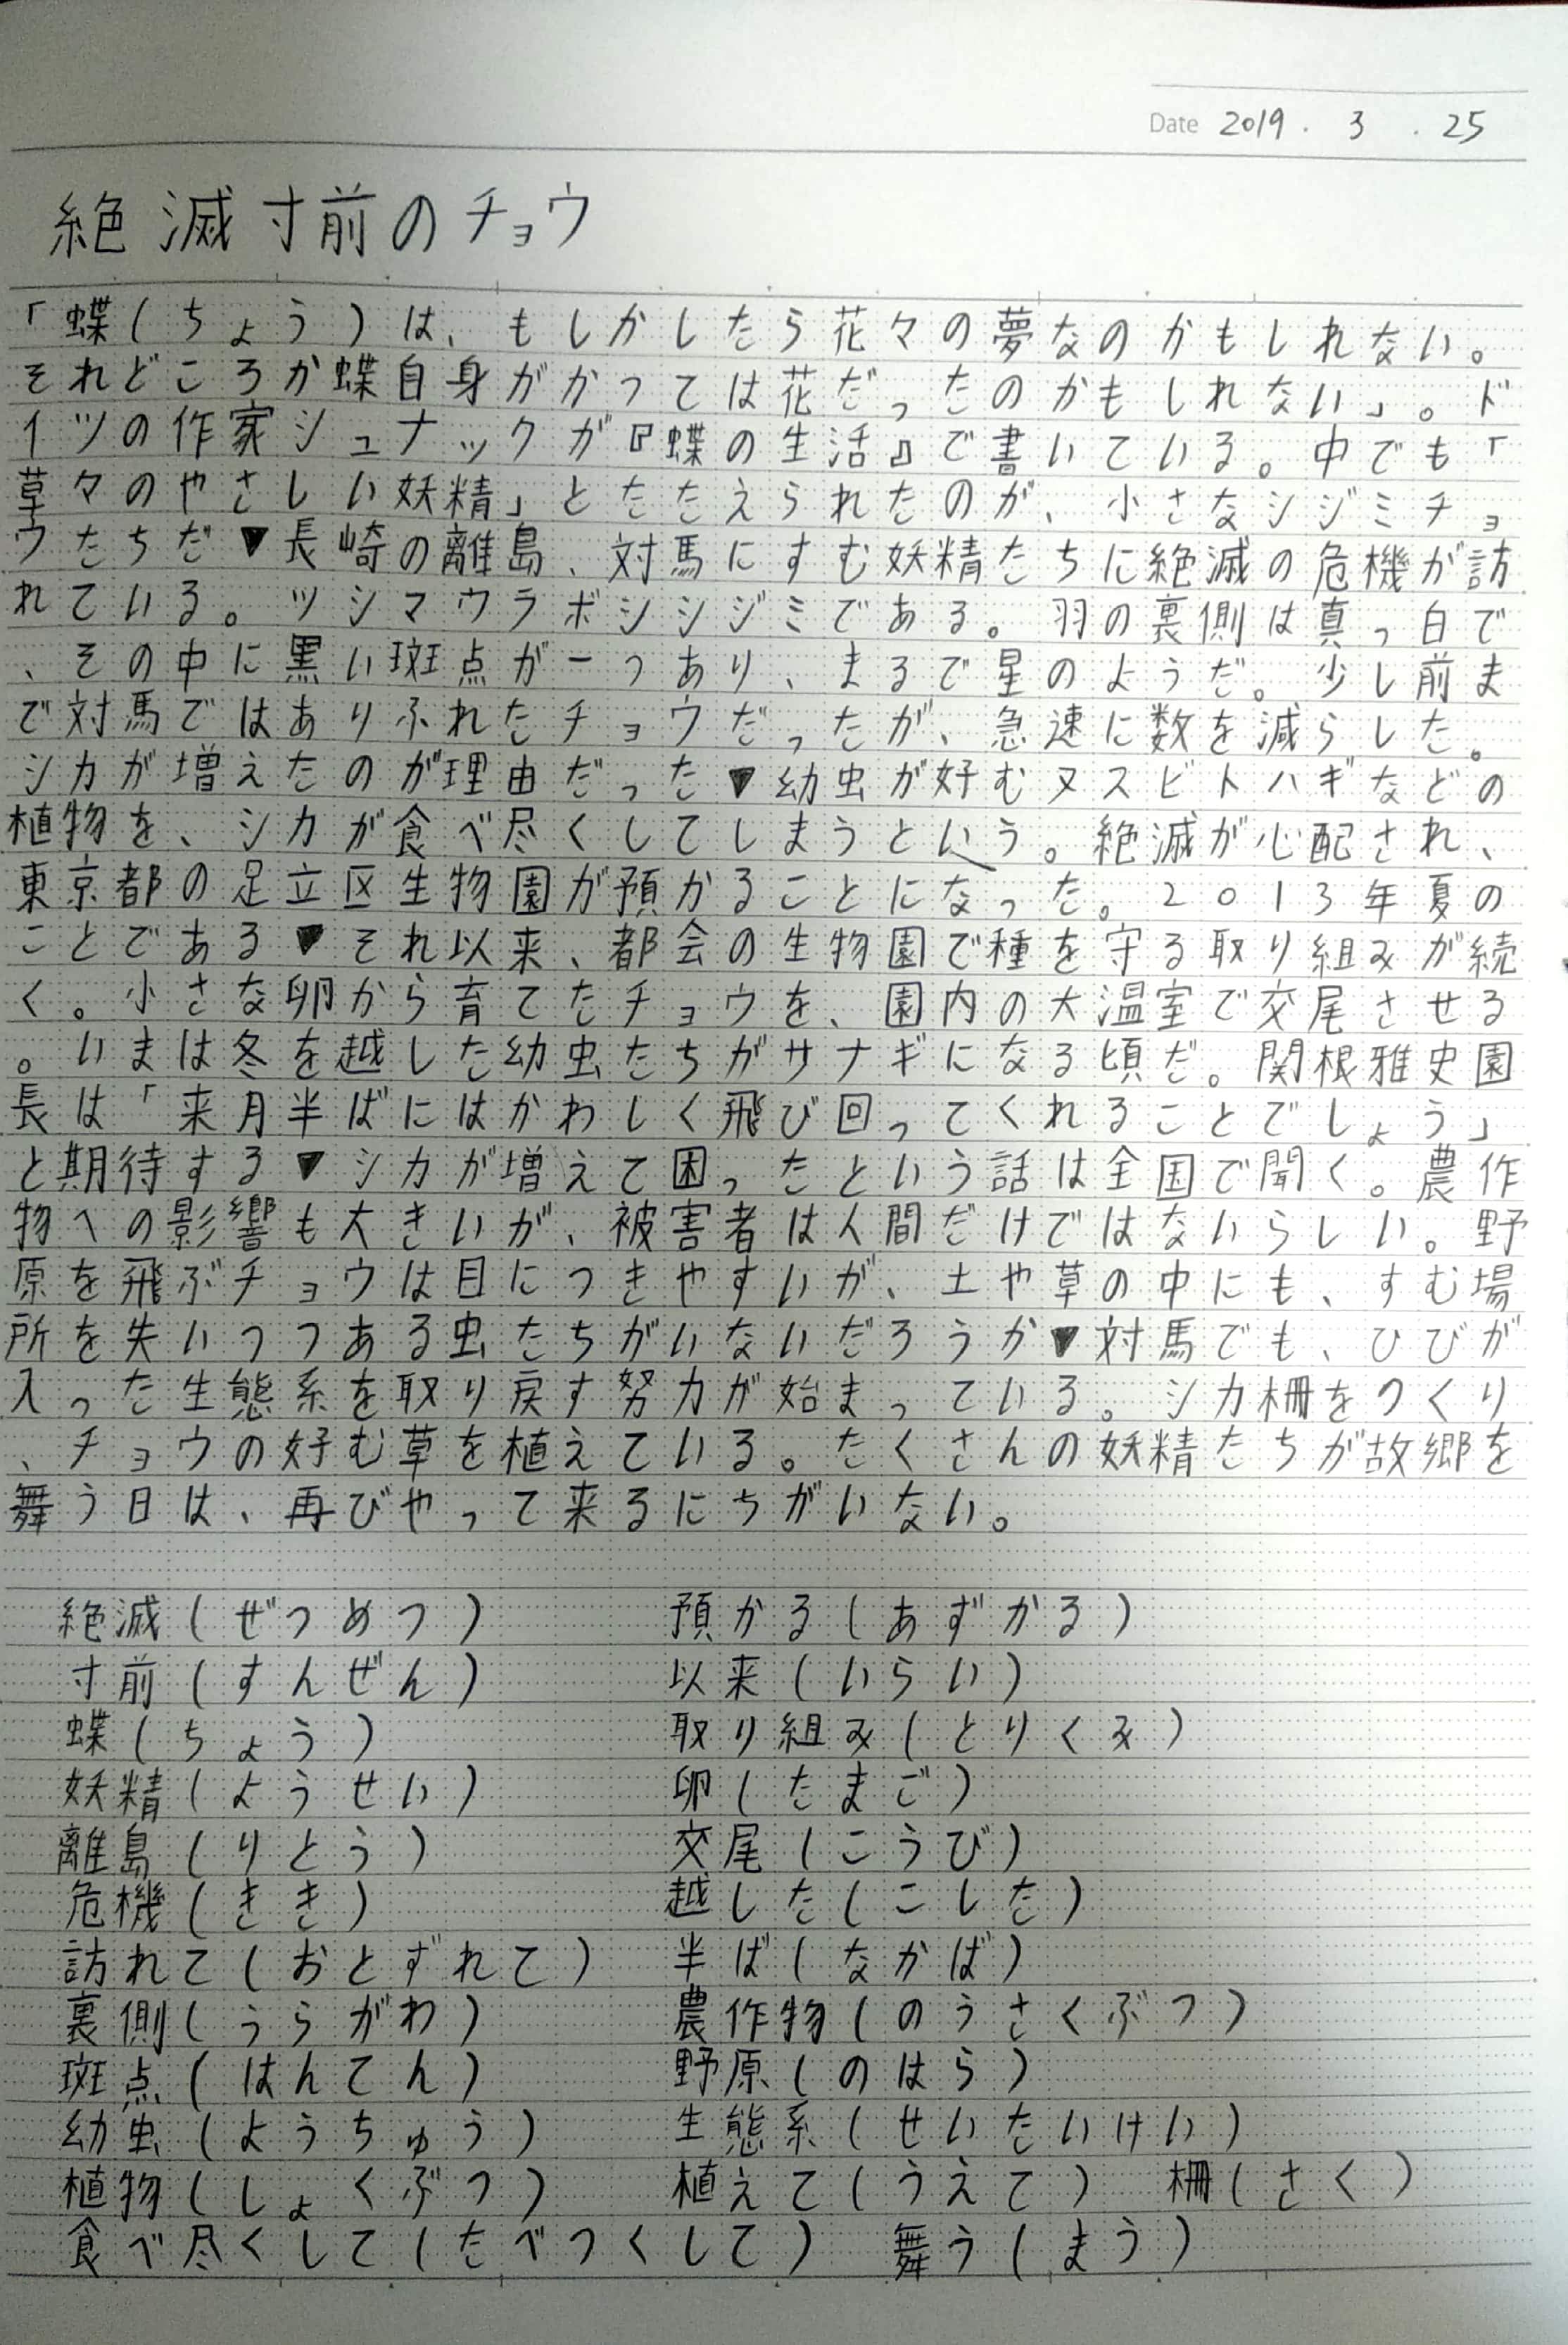 Date 2019 . 3 . 25
絶滅寸前のチョウ
「蝶(ちょう)は、もしかしたら花々の夢なのかもしれない。
それどころか蝶自身がかつては花だったのかもしれない」。ド
イツの作家シュナックが『蝶の生活』で書いている。中でも「
草々のやさしい妖精」とたたえられたのが、小さなシジミチョ
ウたちだ▼長崎の離島、対馬にすむ妖精たちに絶滅の危機が訪
れている。ツシマウラボシシジミである。羽の裏側は真っ白で
、その中に黒い斑点が一つあり、まるで星のようだ。少し前ま
で対馬ではありふれたチョウだったが、急速に数を減らした。
シカが増えたのが理由だった▼幼虫が好むヌスビトハギなどの
植物を、シカが食べ尽くしてしまうという。絶滅が心配され、
東京都の足立区生物園が預かることになった。2013年夏の
ことである▼それ以来、都会の生物園で種を守る取り組みが続
く。小さな卵から育てたチョウを、園内の大温室で交尾させる
。いまは冬を越した幼虫たちがサナギになる頃だ。関根雅史園
長は「来月半ばにはかわしく飛び回ってくれることでしょう」
と期待する▼シカが増えて困ったという話は全国で聞く。農作
物への影響も大きいが、被害者は人間だけではないらしい。野
原を飛ぶチョウは目につきやすいが、土や草の中にも、すむ場
所を失いつつある虫たちがいないだろうか▼対馬でも、ひびが
入った生態系を取り戻す努力が始まっている。シカ柵をつくり
、チョウの好む草を植えている。たくさんの妖精たちが故郷を
舞う日は、再びやって来るにちがいない。
絶滅(ぜつめつ) 預かる(あずかる)
寸前(すんぜん) 以来(いらい)
蝶(ちょう) 取り組み(とりくみ)
妖精(ようせい) 卵(たまご)
離島(りとう) 交尾(こうび)
危機(きき) 越した(こした)
訪れて(おとずれて) 半ば(なかば)
裏側(うらがわ) 農作物(のうさくぶつ)
斑点(はんてん) 野原(のはら)
幼虫(ようちゅう) 生態系(せいたいけい)
植物(しょくぶつ) 植えて(うえて) 柵(さく)
食べ尽くして(たべつくして) 舞う(まう)